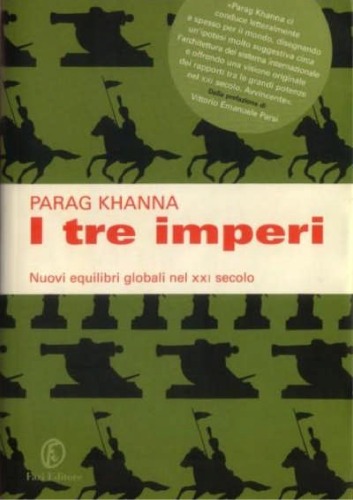 «Parag Khanna ci
conduce letteralmente
a spasso per il mondo, disegnando
un'ipotesi molto suggestiva circa
l'architettura del sistema internazionale
e offrendo una visione originale
dei rapporti tra le grandi potenze
nel XXI secolo. Avvincente».
Dalla prefazione di
Vittorio Emanuele Parsi
PARAG KHANNA
I tre imperi
Nuovi equilibri globali nel XXI secolo
Fazi Editore